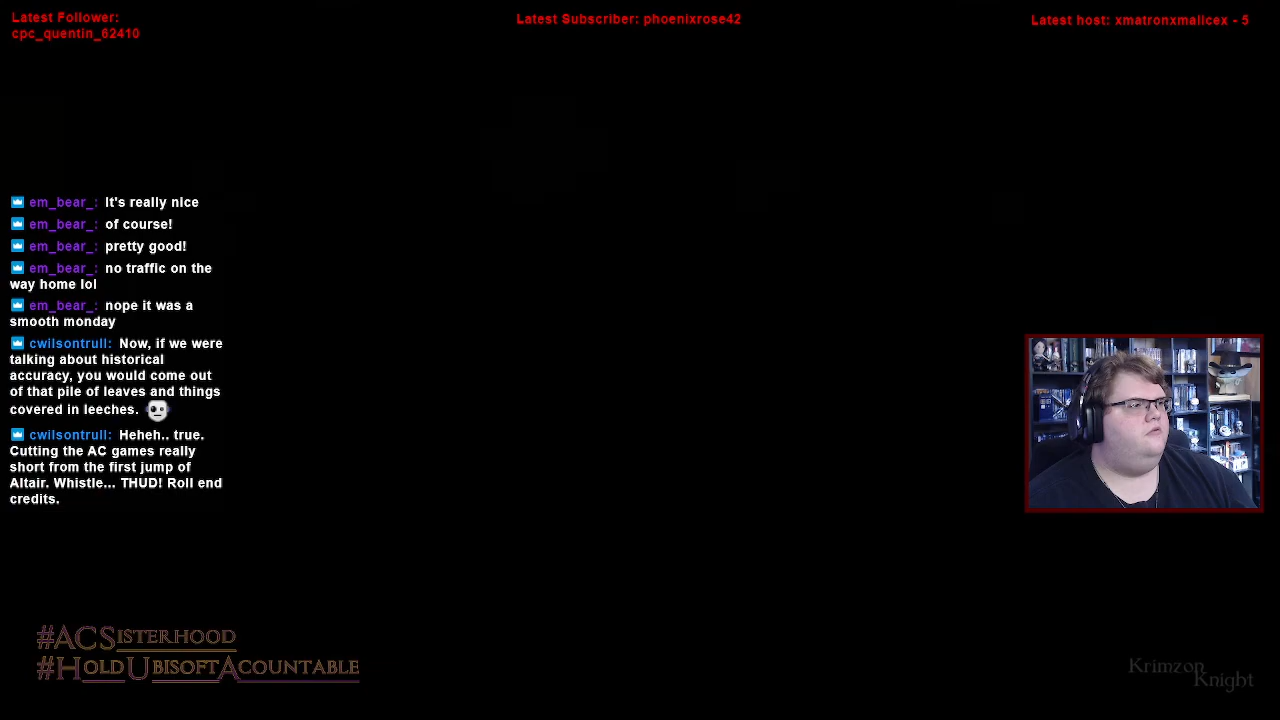 Latest Follower:
cpc_quentin_62410
Latest Subscriber: phoenixrose42
Latest host: xmatronxmalicex - 5
em_bear_: It's really nice
em_bear_: of course!
em_bear_: pretty good!
em_bear_: no traffic on the
way home lol
em_bear_: nope it was a
smooth monday
cwilsontrull: Now, if we were
talking about historical
accuracy, you would come out
of that pile of leaves and things
covered in leeches.
cwilsontrull: Heheh.. true.
Cutting the AC games really
short from the first jump of
Altair. Whistle... THUD! Roll end
credits.
#ACSisterhood
#HoldUbisoftAcountable
Krimzon
Knight